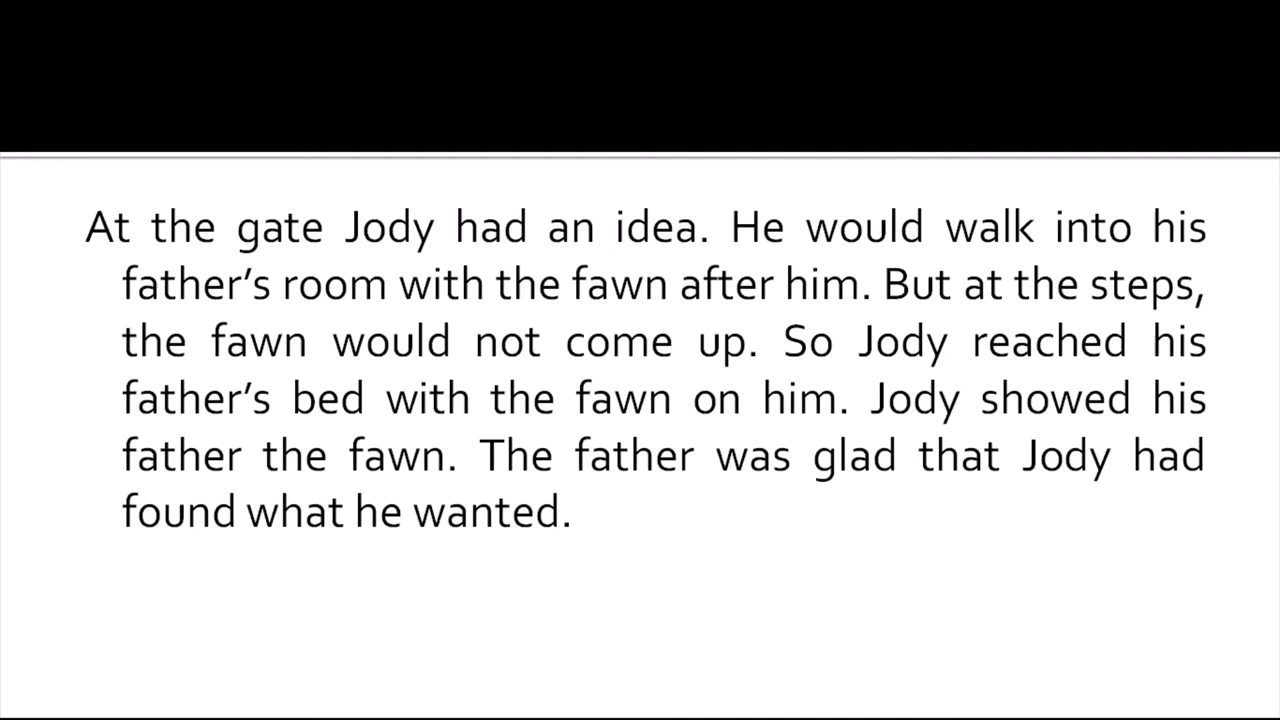 At the gate Jody had an idea. He would walk into his
father’s room with the fawn after him. But at the steps,
the fawn would not come up. So Jody reached his
father’s bed with the fawn on him. Jody showed his
father the fawn. The father was glad that Jody had
found what he wanted.